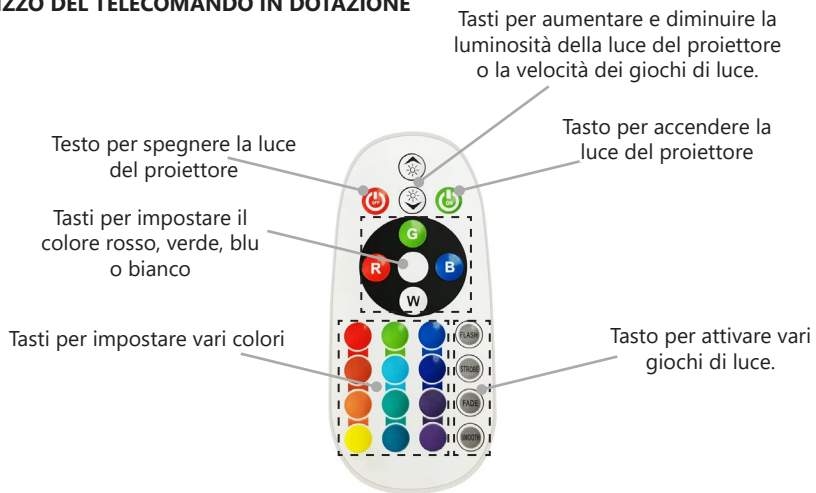 IZZO DEL TELECOMANDO IN DOTAZIONE
Tasti per aumentare e diminuire la
luminosità della luce del proiettore
o la velocità dei giochi di luce.
Testo per spegnere la luce
del proiettore
Tasto per accendere la
luce del proiettore
Tasti per impostare il
colore rosso, verde, blu
o bianco
OFF
ON
G
R
B
W
Tasti per impostare vari colori
Tasto per attivare vari
giochi di luce.
FLASH
STROBE
FADE
SMOOTH